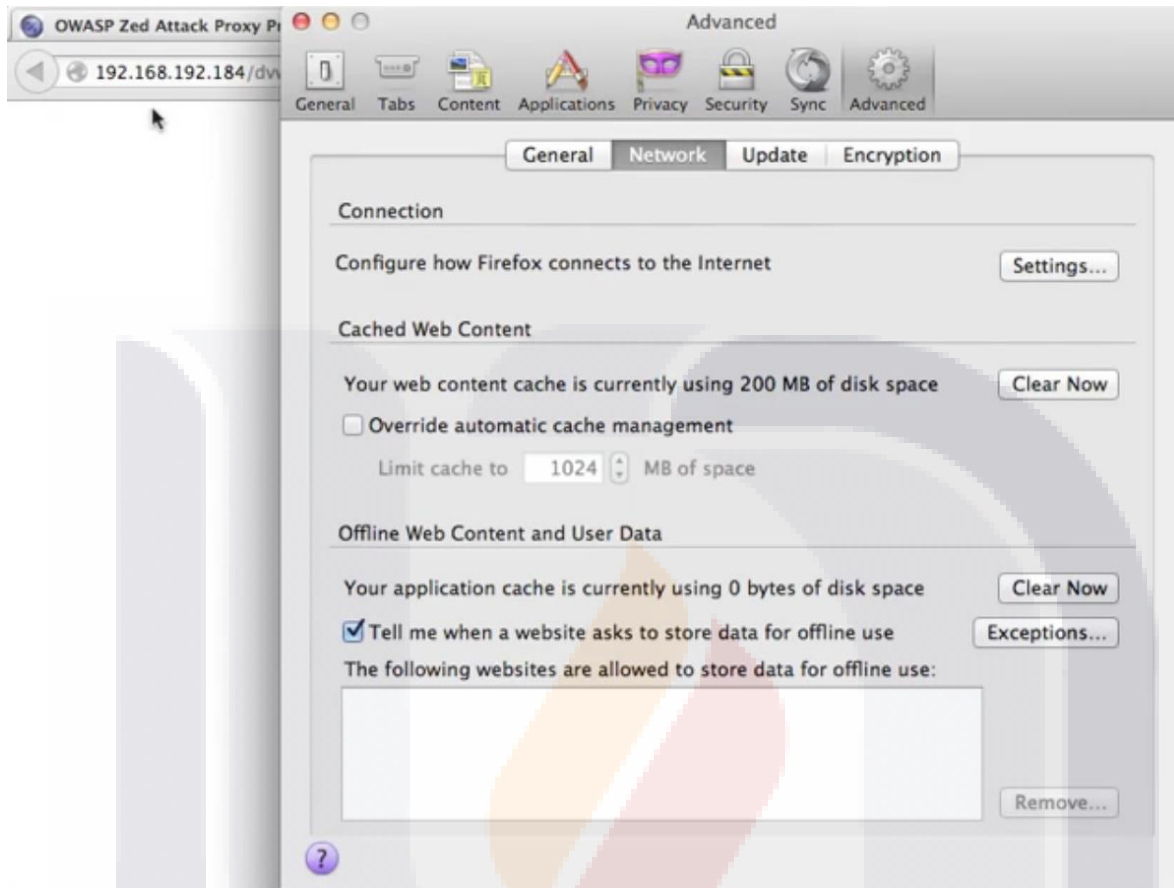 OWASP Zed Attack Proxy
Advanced
192.168.192.184/dvw
General Tabs Content Applications Privacy Security Sync Advanced
General Network Update Encryption
Connection
Configure how Firefox connects to the Internet Settings...
Cached Web Content
Your web content cache is currently using 200 MB of disk space Clear Now
Override automatic cache management
Limit cache to 1024 MB of space
Offline Web Content and User Data
Your application cache is currently using 0 bytes of disk space Clear Now
Tell me when a website asks to store data for offline use Exceptions...
The following websites are allowed to store data for offline use:
Remove...
?